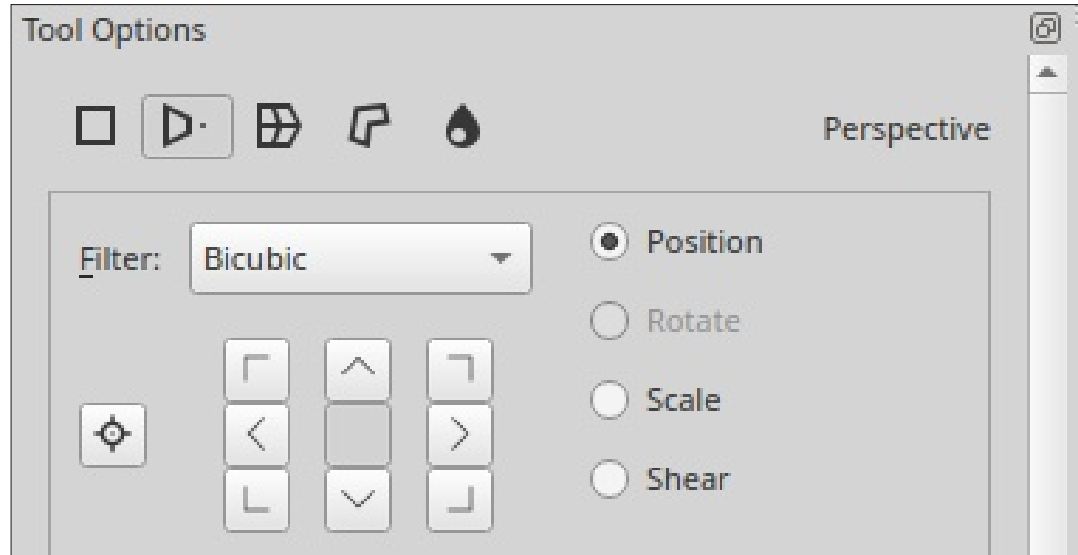 Tool Options
Perspective
Filter:
Bicubic
Position
Rotate
Scale
Shear